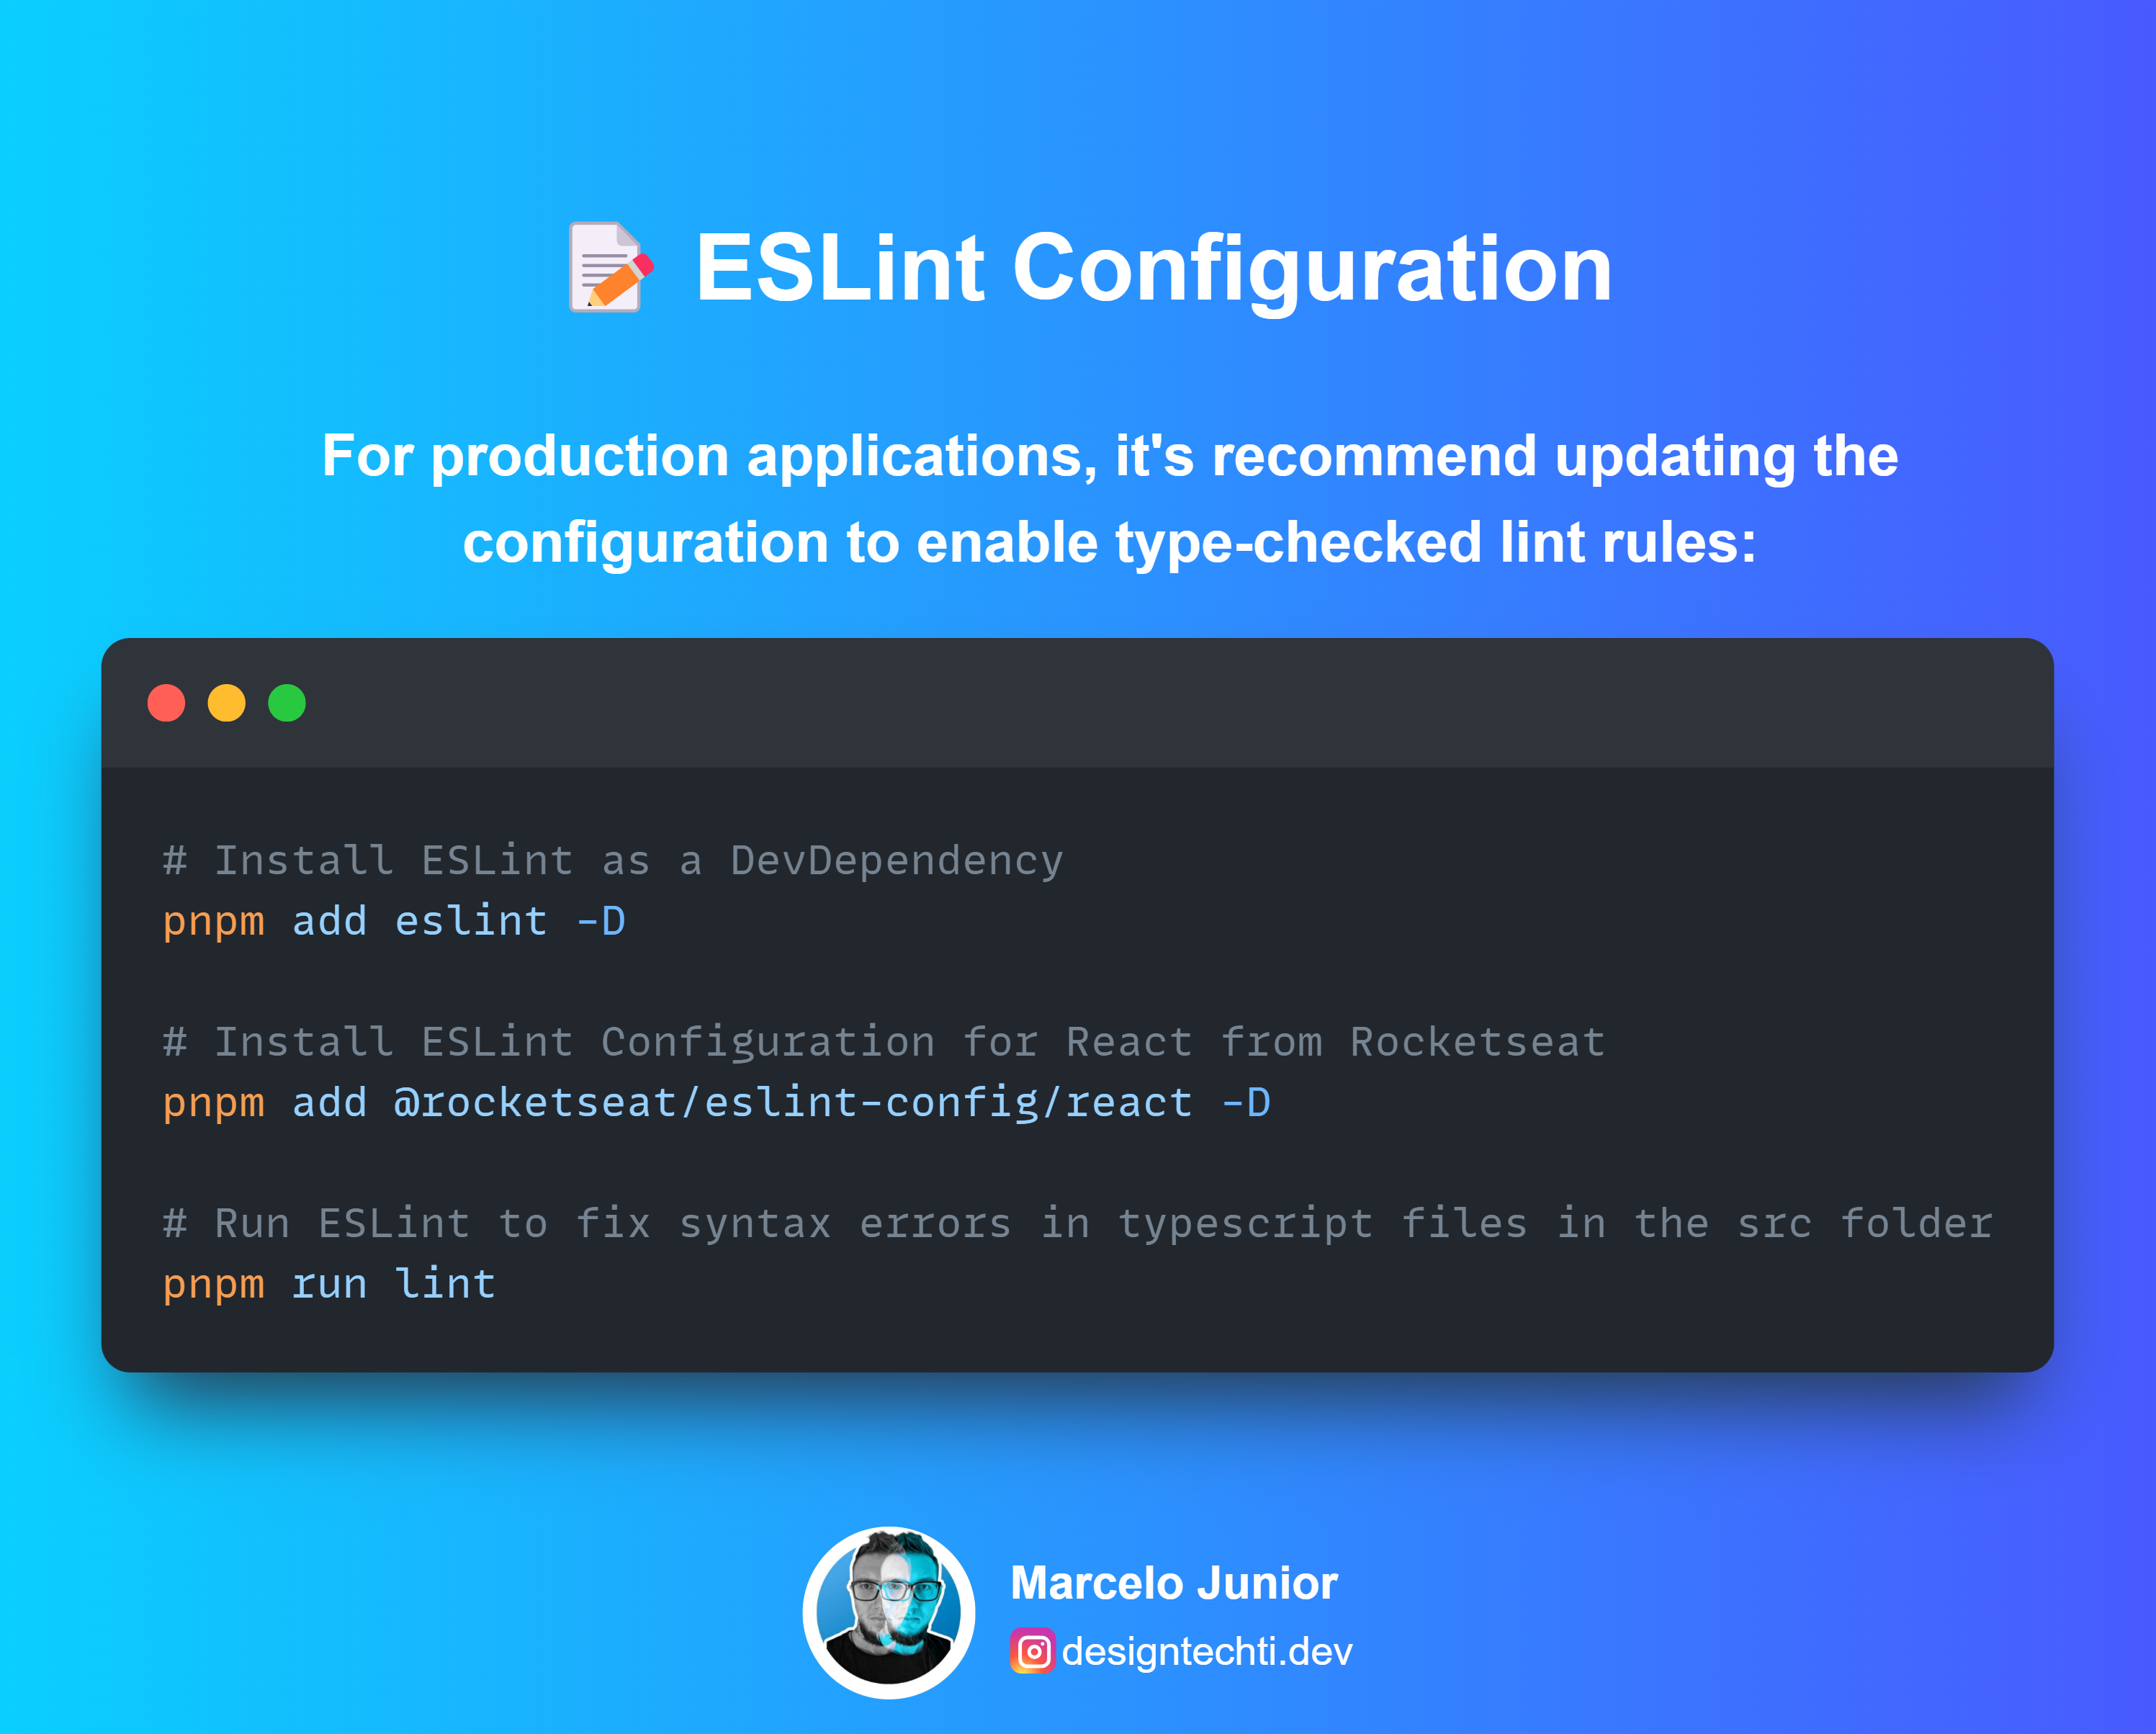 ESLint Configuration
For production applications, it's recommend updating the
configuration to enable type-checked lint rules:
# Install ESLint as a DevDependency
pnpm add eslint -D
# Install ESLint Configuration for React from Rocketseat
pnpm add @rocketseat/eslint-config/react -D
# Run ESLint to fix syntax errors in typescript files in the src folder
pnpm run lint
Marcelo Junior
designtechti.dev